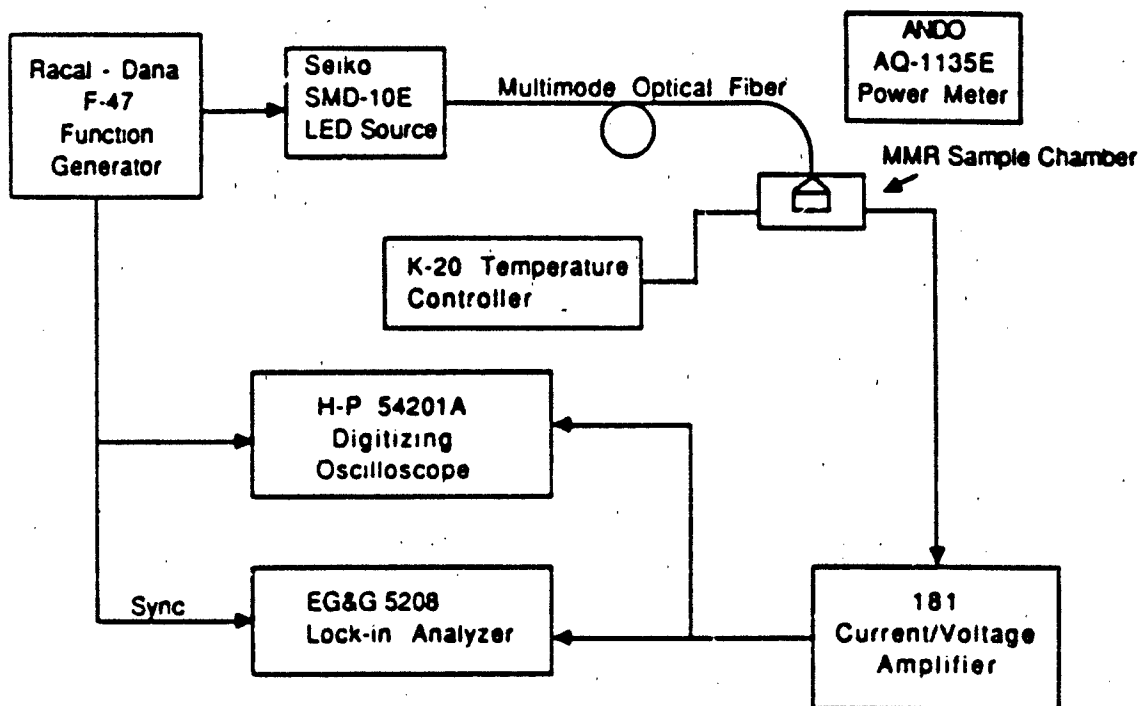 Racal - Dana
F-47
Function
Generator
Seiko
SMD-10E
LED Source
Multimode Optical Fiber
ANDO
AQ-1135E
Power Meter
MMR Sample Chamber
K-20 Temperature
Controller
H-P 54201A
Digitizing
Oscilloscope
Sync
EG&G 5208
Lock-in Analyzer
181
Current/Voltage
Amplifier